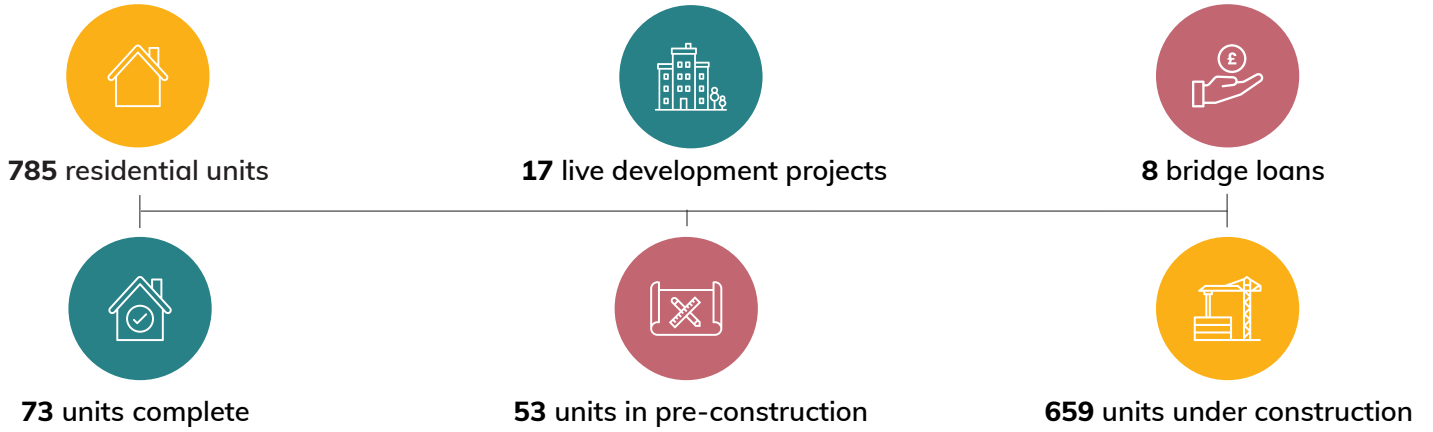 £
785 residential units
17 live development projects
8 bridge loans
73 units complete
53 units in pre-construction
659 units under construction